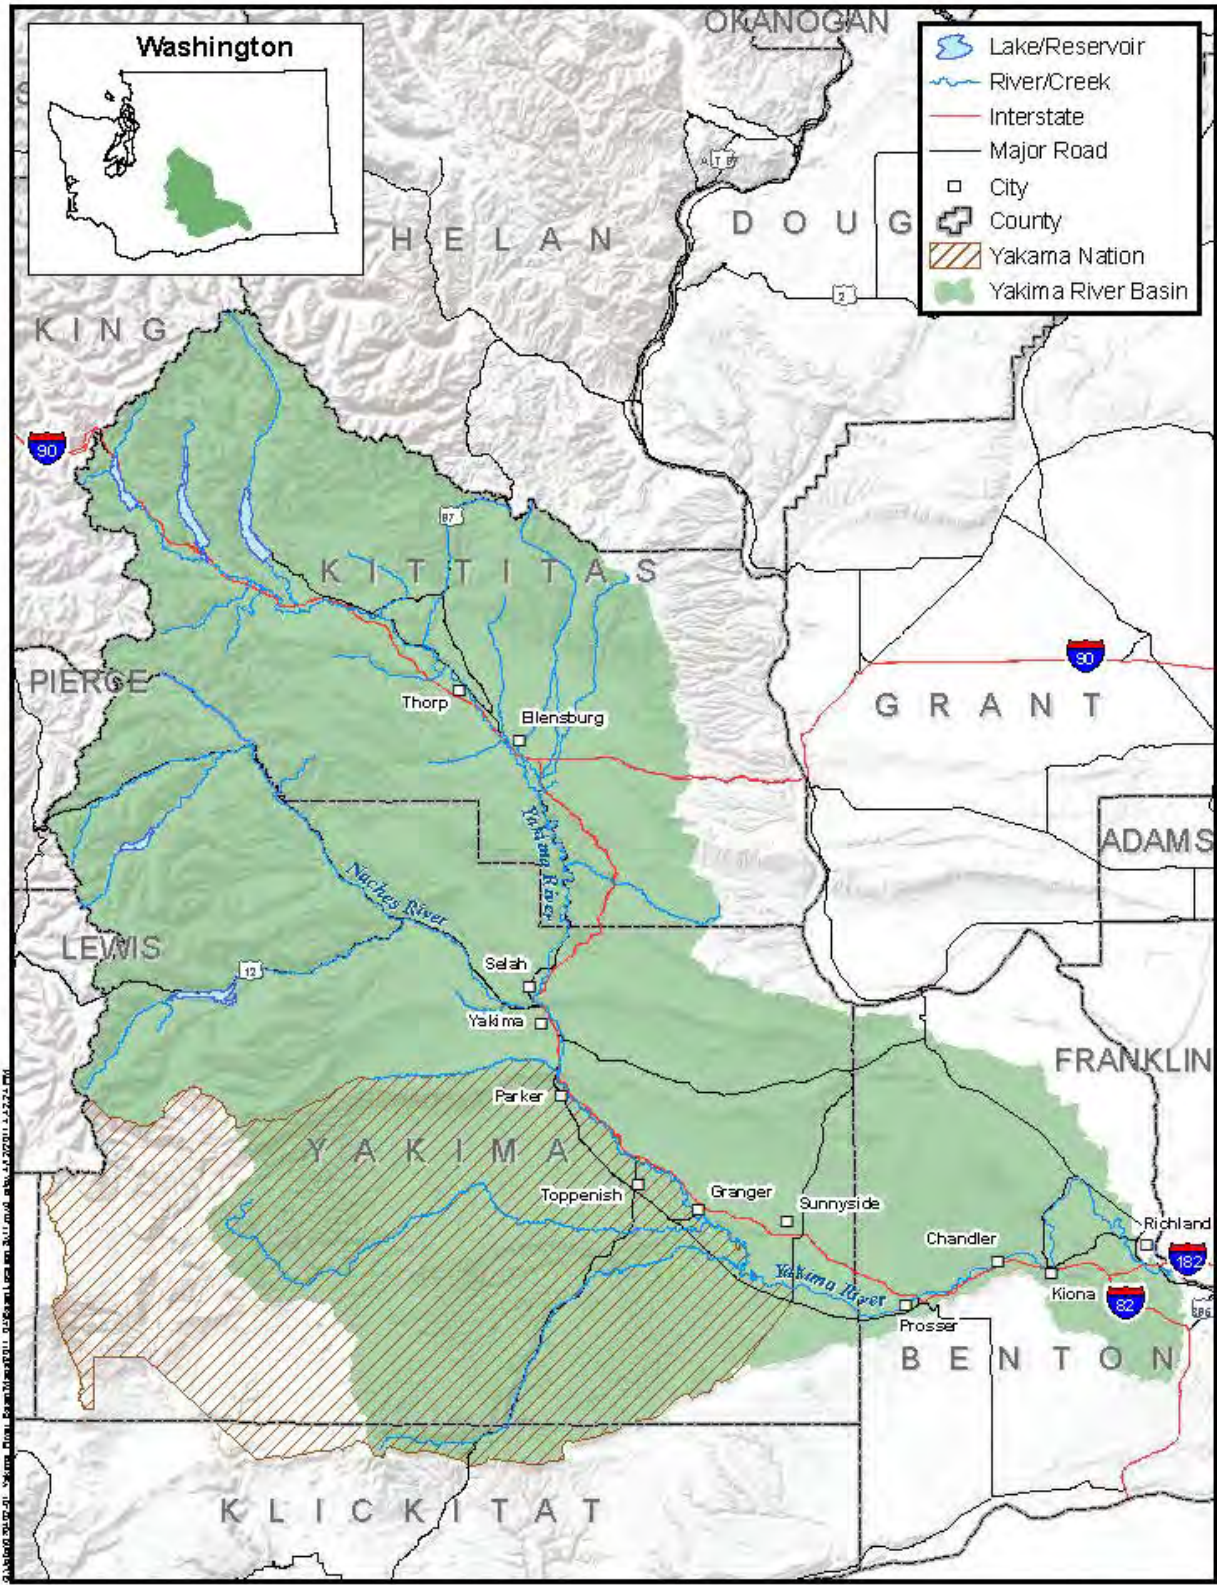 Washington
OKANOGAN
Lake/Reservoir
River/Creek
Interstate
Major Road
City
County
Yakama Nation
Yakima River Basin
HELAN
DOUG
2
KING
90
97
KITTITAS
PIERCE
90
GRANT
Thorp
Ellensburg
Yakima River
ADAMS
Naches River
LEWIS
12
Selah
Yakima
FRANKLIN
Parker
YAKIMA
Toppenish
Granger
Sunnyside
Richland
Chandler
182
Yakima River
Kiona
82
Prosser
BENTON
KLICKITAT